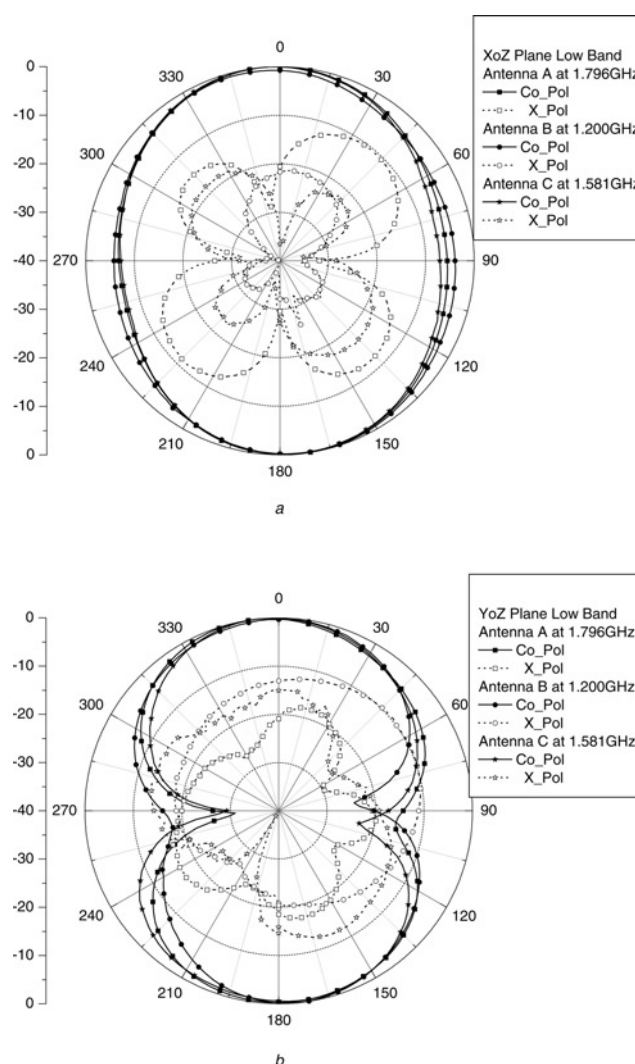 0
330
30
300
60
270
90
240
120
210
150
180
0
-10
-20
-30
-40
-30
-20
-10
0
XoZ Plane Low Band
Antenna A at 1.796GHz
Co_Pol
X_Pol
Antenna B at 1.200GHz
Co_Pol
X_Pol
Antenna C at 1.581GHz
Co_Pol
X_Pol
a
0
330
30
300
60
270
90
240
120
210
150
180
0
-10
-20
-30
-40
-30
-20
-10
0
YoZ Plane Low Band
Antenna A at 1.796GHz
Co_Pol
X_Pol
Antenna B at 1.200GHz
Co_Pol
X_Pol
Antenna C at 1.581GHz
Co_Pol
X_Pol
b